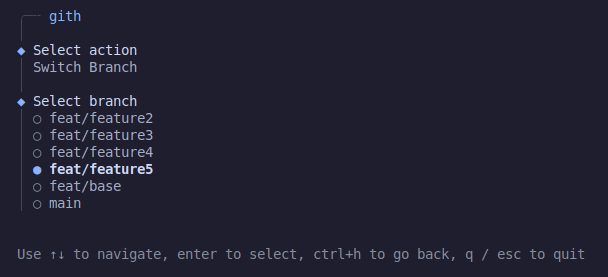 gith
Select action
Switch Branch
Select branch
feat/feature2
feat/feature3
feat/feature4
feat/feature5
feat/base
main
Use ↑↓ to navigate, enter to select, ctrl+h to go back, q / esc to quit